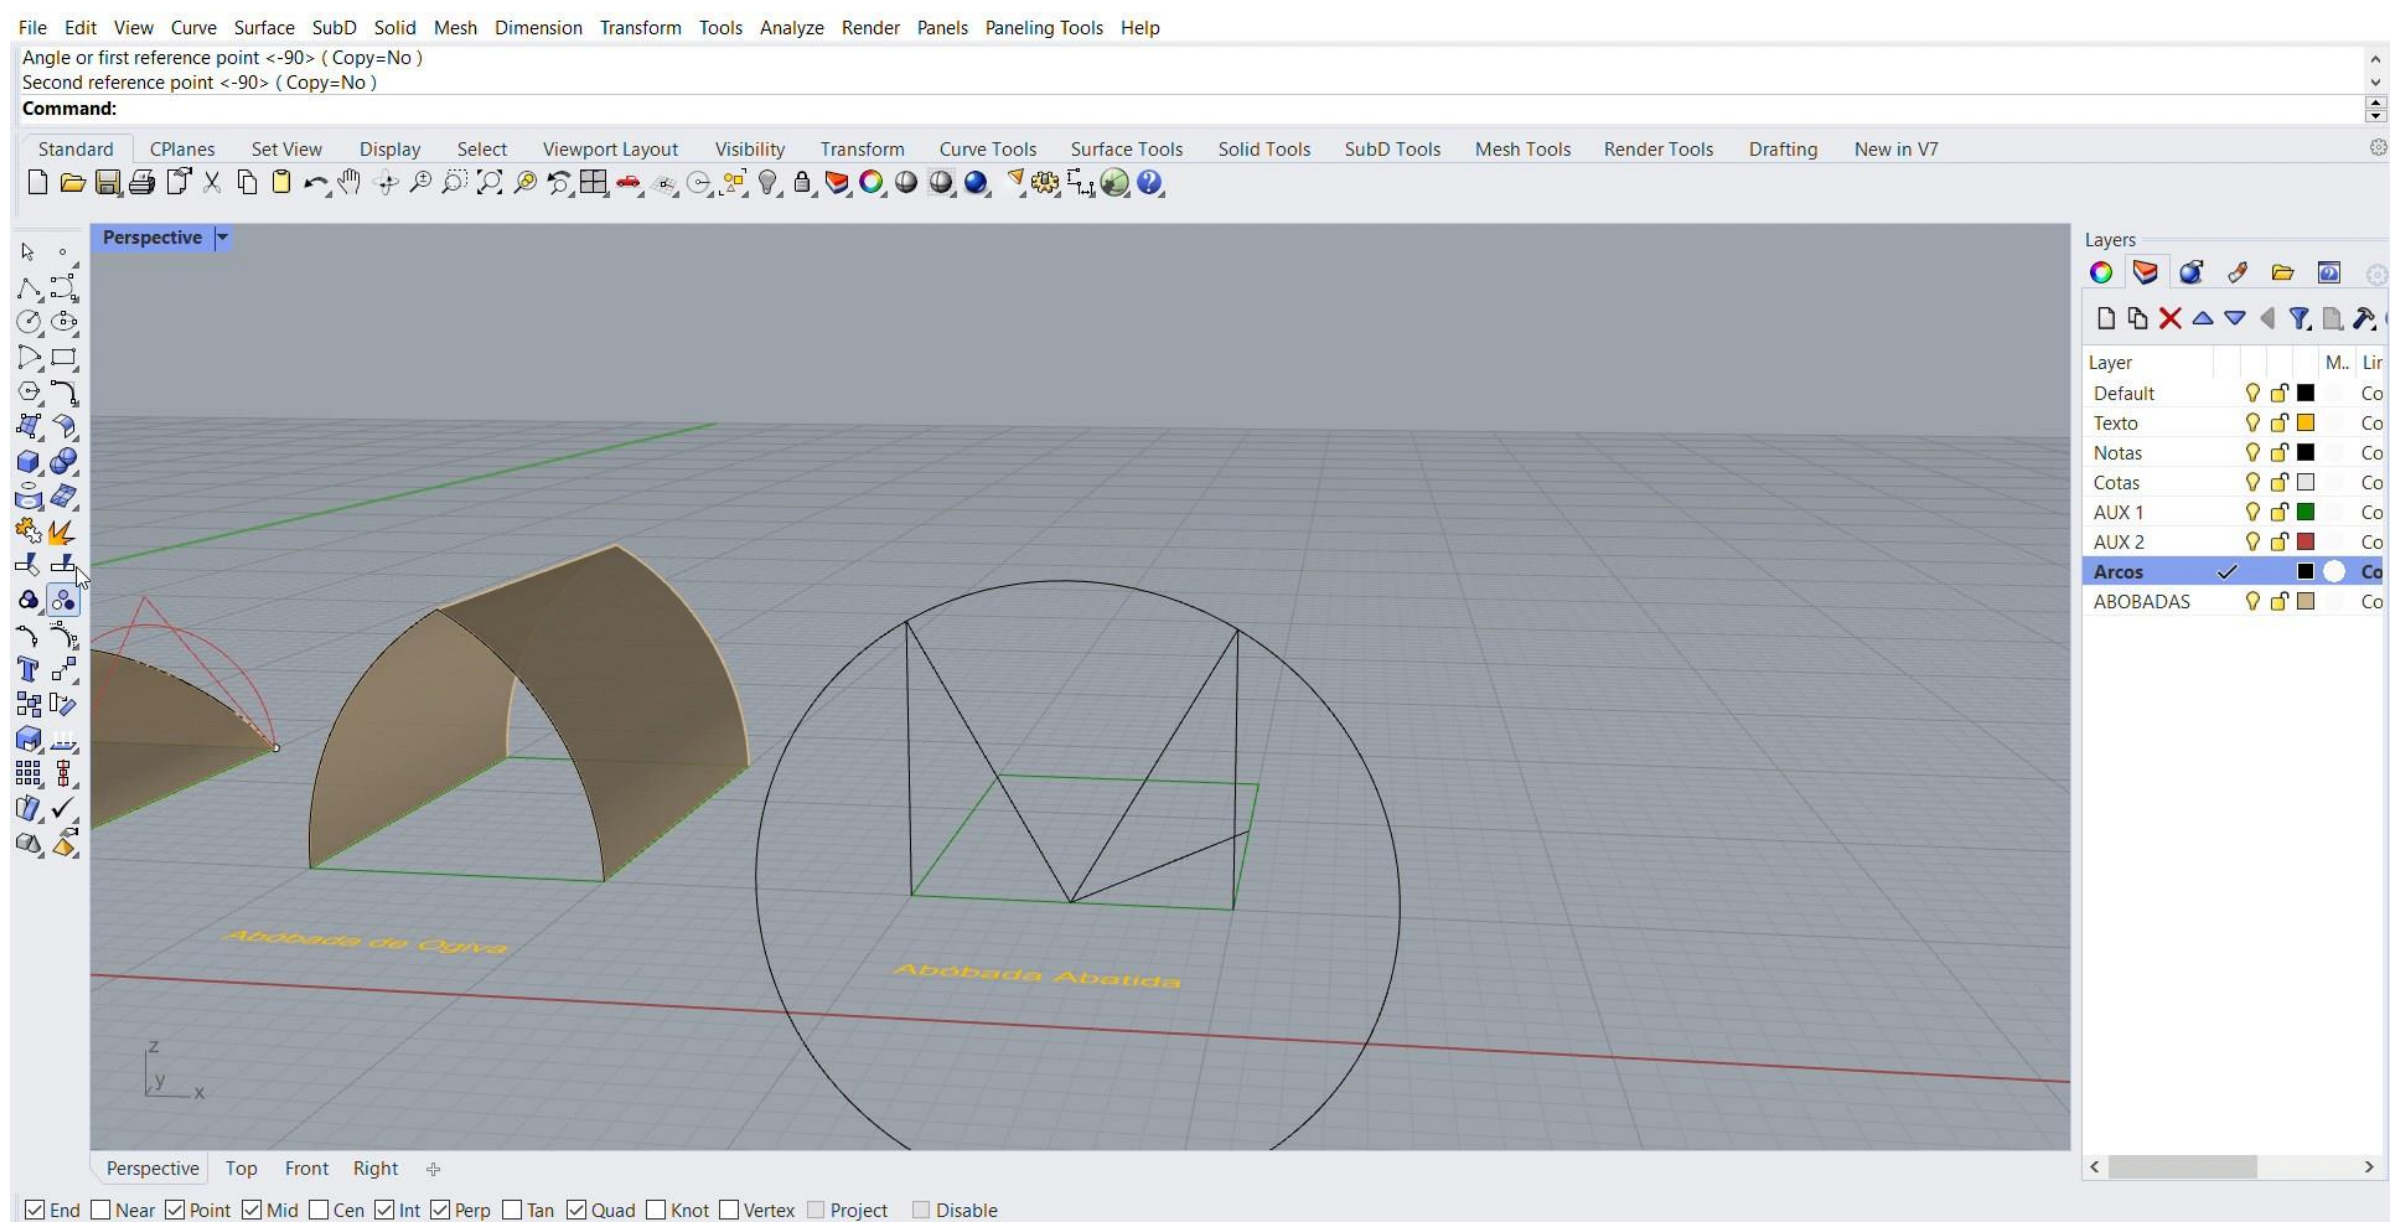 File Edit View Curve Surface SubD Solid Mesh Dimension Transform Tools Analyze Render Panels Paneling Tools Help
Angle or first reference point <-90> ( Copy=No )
Second reference point <-90> ( Copy=No )
Command:
Standard CPlanes Set View Display Select Viewport Layout Visibility Transform Curve Tools Surface Tools Solid Tools SubD Tools Mesh Tools Render Tools Drafting New in V7
Perspective
Layers
Layer M.. Lir
Default Co
Texto Co
Notas Co
Cotas Co
AUX 1 Co
AUX 2 Co
Arcos Co
ABOBADAS Co
Abóbada de Ogiva
Abóbada Abatida
z
y
x
Perspective Top Front Right
End Near Point Mid Cen Int Perp Tan Quad Knot Vertex Project Disable